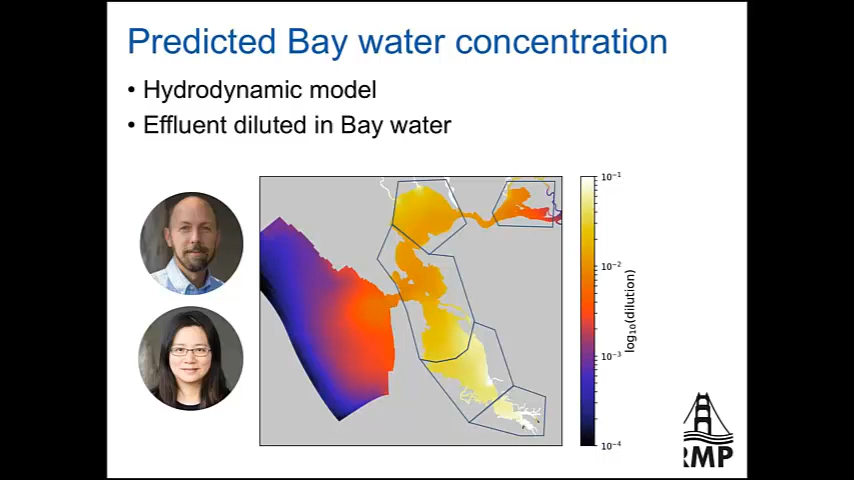 Predicted Bay water concentration
• Hydrodynamic model
• Effluent diluted in Bay water
10⁻¹
10⁻²
10⁻³
10⁻⁴
log₁₀(dilution)
RMP